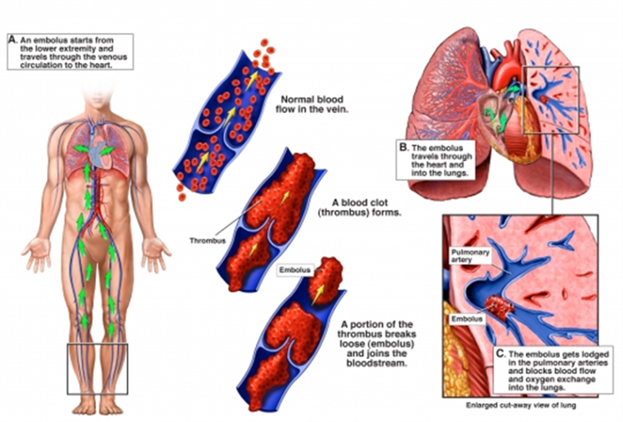 A. An embolus starts from
the lower extremity and
travels through the venous
circulation to the heart.
Normal blood
flow in the vein.
A blood clot
(thrombus) forms.
Thrombus
Embolus
A portion of the
thrombus breaks
loose (embolus)
and joins the
bloodstream.
B. The embolus
travels through
the heart and
into the lungs.
Pulmonary
artery
Embolus
C. The embolus gets lodged
in the pulmonary arteries
and blocks blood flow
and oxygen exchange
into the lungs.
Enlarged cut-away view of lung